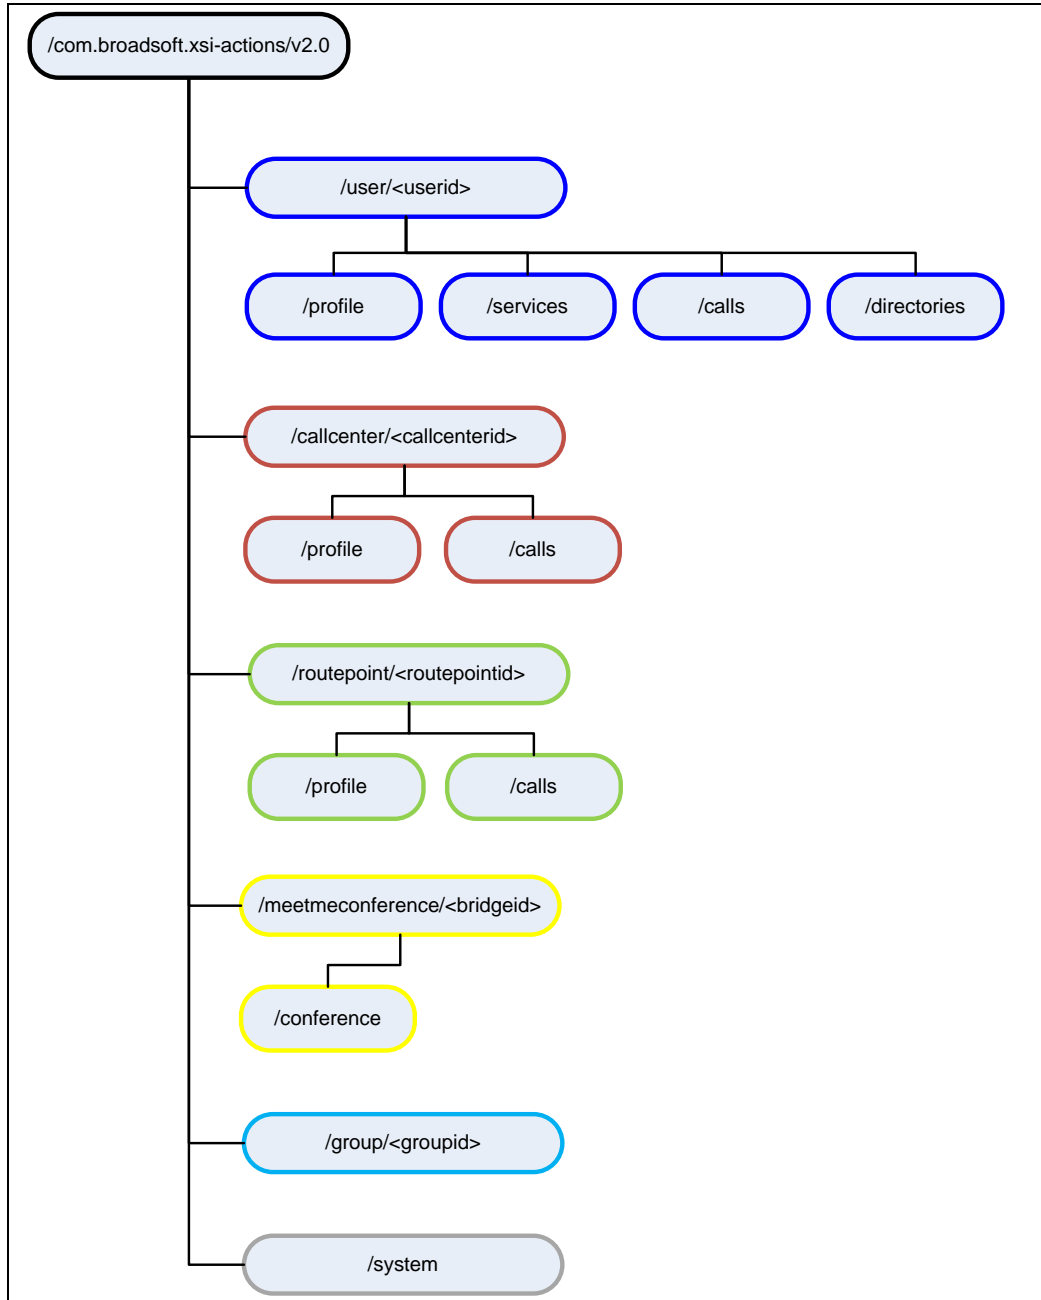 /com.broadsoft.xsi-actions/v2.0
/user/<userid>
/profile
/services
/calls
/directories
/callcenter/<callcenterid>
/profile
/calls
/routepoint/<routepointid>
/profile
/calls
/meetmeconference/<bridgeid>
/conference
/group/<groupid>
/system